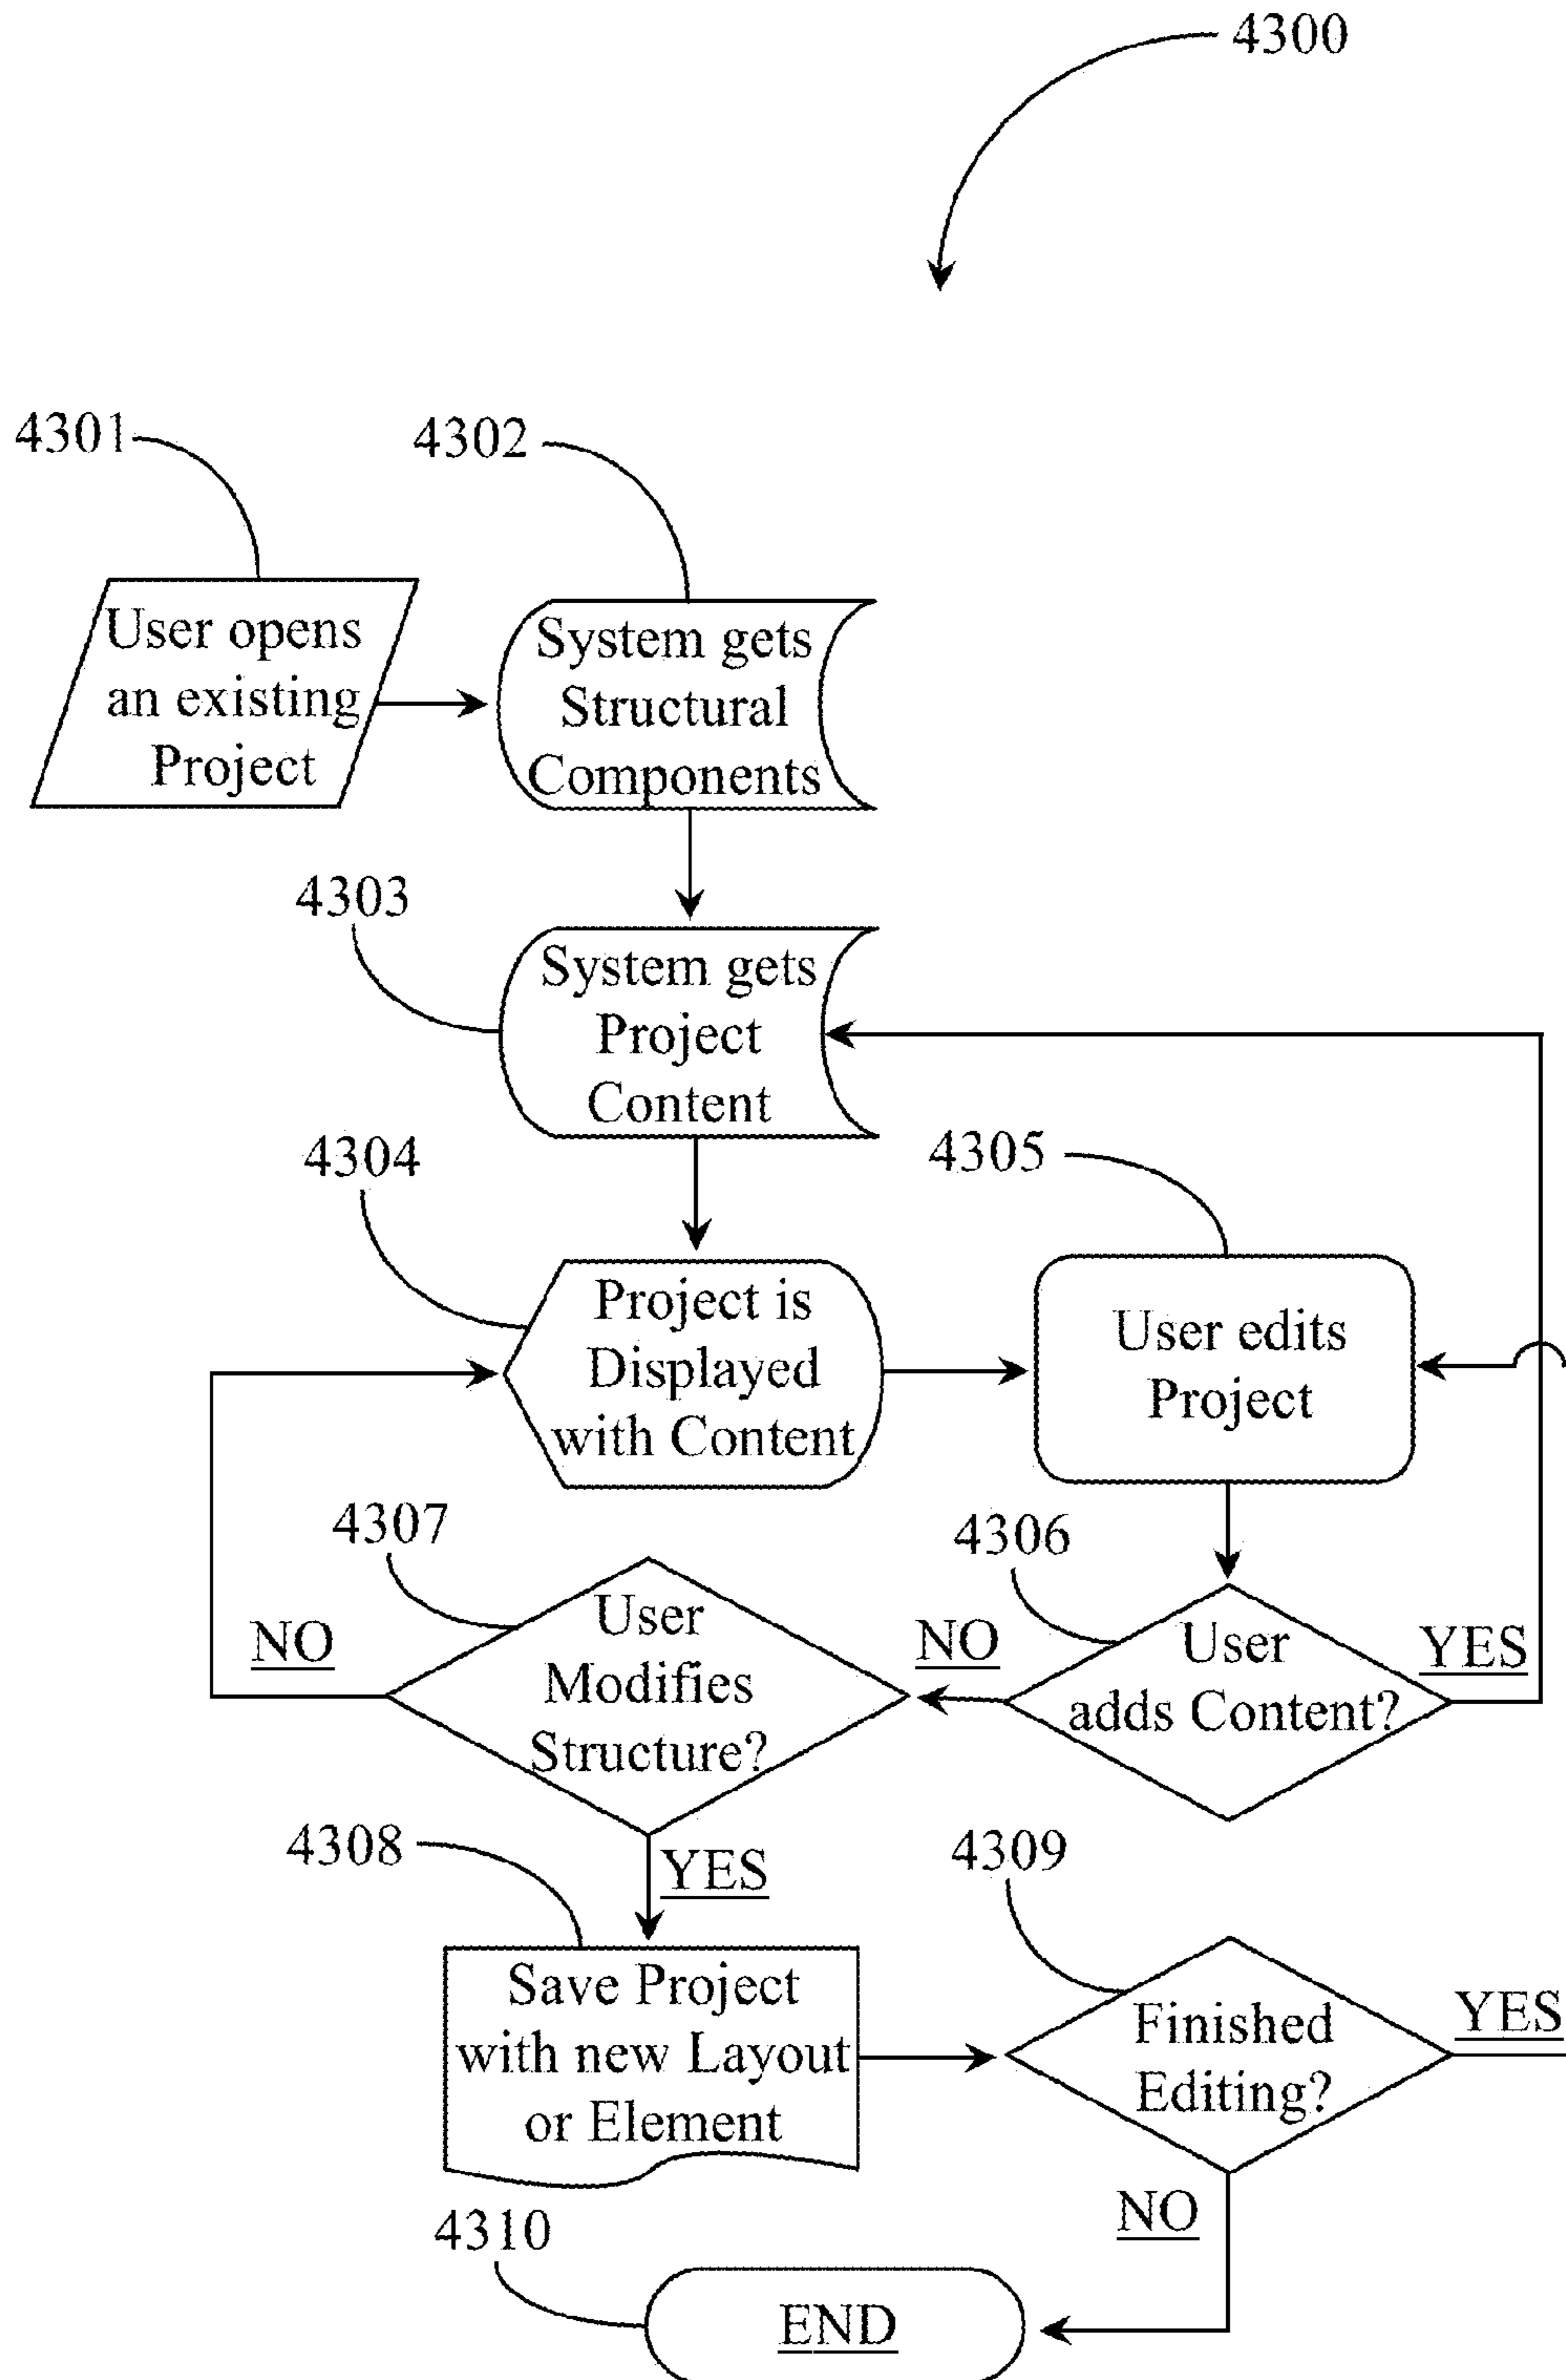 4300
4301
4302
User opens
an existing
Project
System gets
Structural
Components
4303
System gets
Project
Content
4304
4305
Project is
Displayed
with Content
User edits
Project
4307
4306
NO
User
Modifies
Structure?
NO
User
adds Content?
YES
4308
YES
4309
Save Project
with new Layout
or Element
Finished
Editing?
YES
NO
4310
END